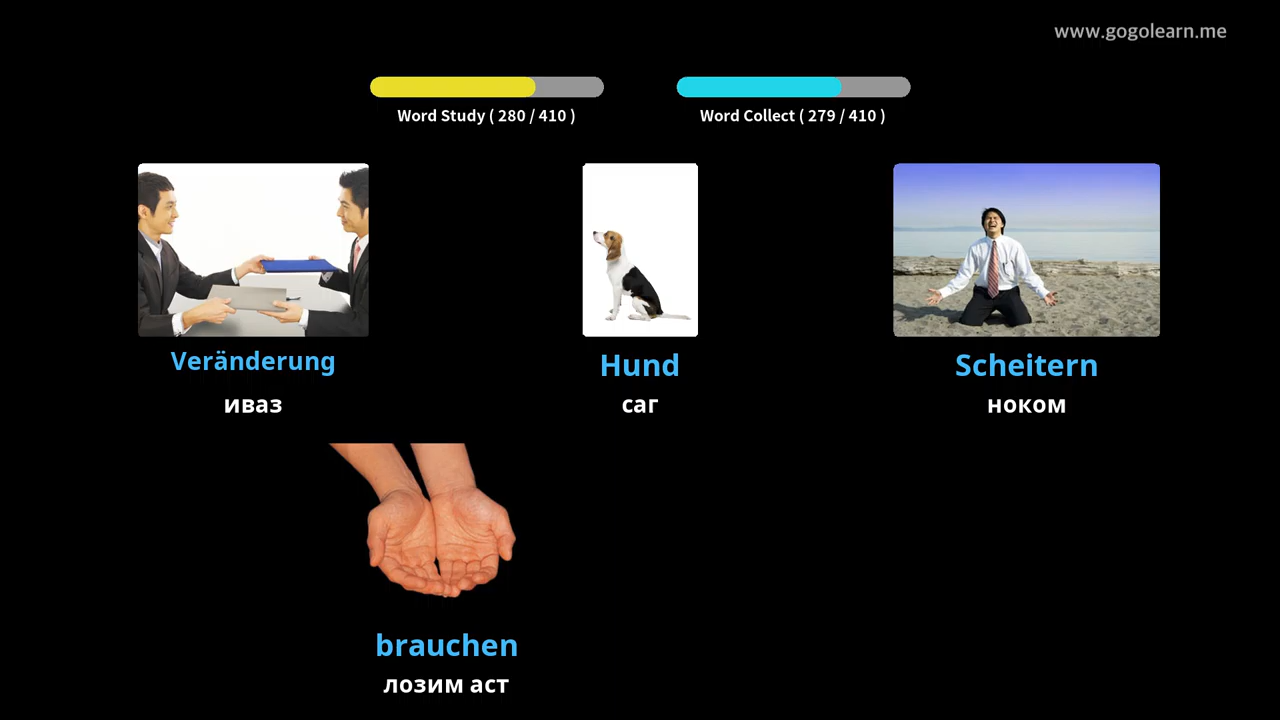 www.gogolearn.me
Word Study ( 280 / 410 )
Word Collect ( 279 / 410 )
Veränderung
иваз
Hund
саг
Scheitern
ноком
brauchen
лозим аст